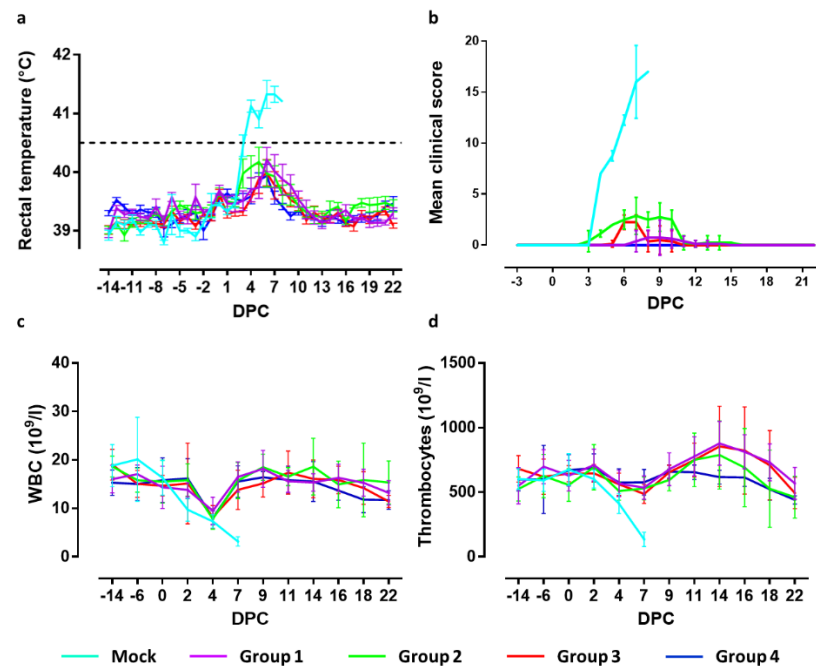 a
42
41
40
39
Rectal temperature (°C)
-14 -11 -8 -5 -2 1 4 7 10 13 16 19 22
DPC
b
20
15
10
5
0
Mean clinical score
-3 0 3 6 9 12 15 18 21
DPC
c
40
30
20
10
0
WBC (10⁹/l)
-14 -6 0 2 4 7 9 11 14 16 18 22
DPC
d
1500
1000
500
0
Thrombocytes (10⁹/l)
-14 -6 0 2 4 7 9 11 14 16 18 22
DPC
Mock Group 1 Group 2 Group 3 Group 4